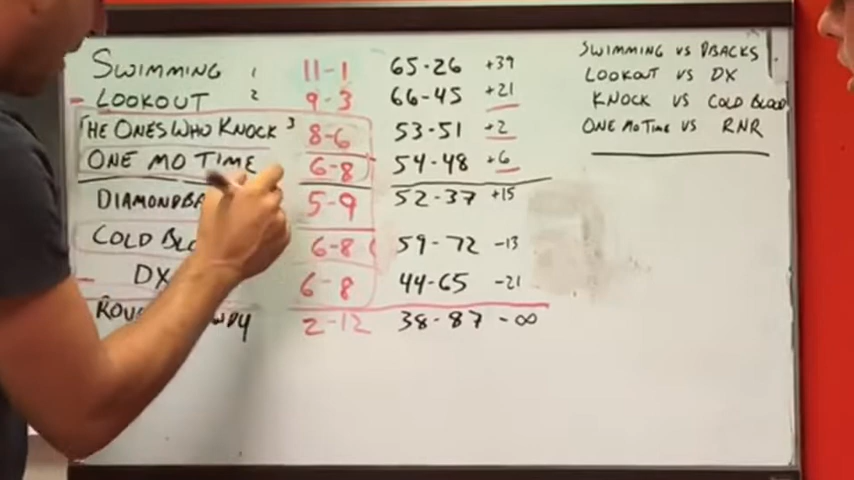 SWIMMING 1 11-1 65-26 +39
LOOKOUT 2 9-3 66-45 +21
THE ONES WHO KNOCK 3 8-6 53-51 +2
ONE MO TIME 6-8 54-48 +6
5-9 52-37 +15
COLD 6-8 59-72 -13
DX 6-8 44-65 -21
2-12 38-87 -∞
SWIMMING VS DBACKS
LOOKOUT VS DX
KNOCK VS COLD BLOOD
ONE MO TIME VS RNR